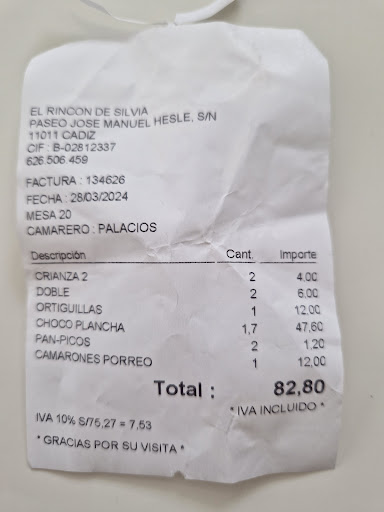 EL RINCON DE SILVIA
PASEO JOSE MANUEL HESLE, S/N
11011 CADIZ
CIF : B-02812337
626.506.459
FACTURA : 134626
FECHA : 28/03/2024
MESA 20
CAMARERO : PALACIOS
Descripción Cant. Importe
CRIANZA 2 2 4.00
DOBLE 2 6.00
ORTIGUILLAS 1 12,00
CHOCO PLANCHA 1,7 47,60
PAN-PICOS 2 1.20
CAMARONES PORREO 1 12,00
Total : 82,80
* IVA INCLUIDO *
IVA 10% S/75,27 = 7,53
* GRACIAS POR SU VISITA *